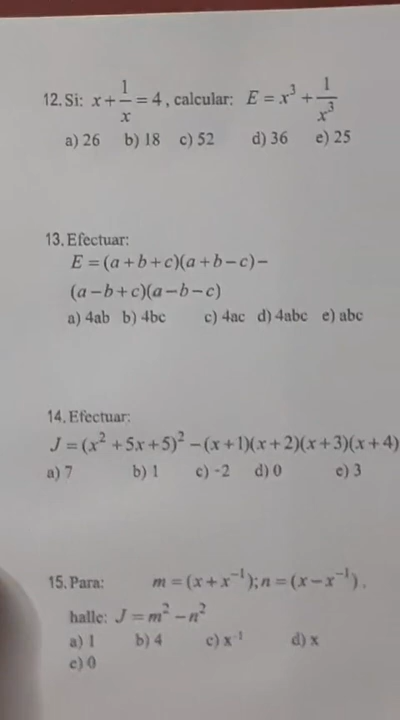 12. Si: x + 1/x = 4, calcular: E = x³ + 1/x³
a) 26 b) 18 c) 52 d) 36 e) 25
13. Efectuar:
E = (a+b+c)(a+b−c)−
(a−b+c)(a−b−c)
a) 4ab b) 4bc c) 4ac d) 4abc e) abc
14. Efectuar:
J = (x² + 5x + 5)² − (x+1)(x+2)(x+3)(x+4)
a) 7 b) 1 c) -2 d) 0 e) 3
15. Para: m = (x + x⁻¹); n = (x − x⁻¹).
halle: J = m² − n²
a) 1 b) 4 c) x⁻¹ d) x
e) 0